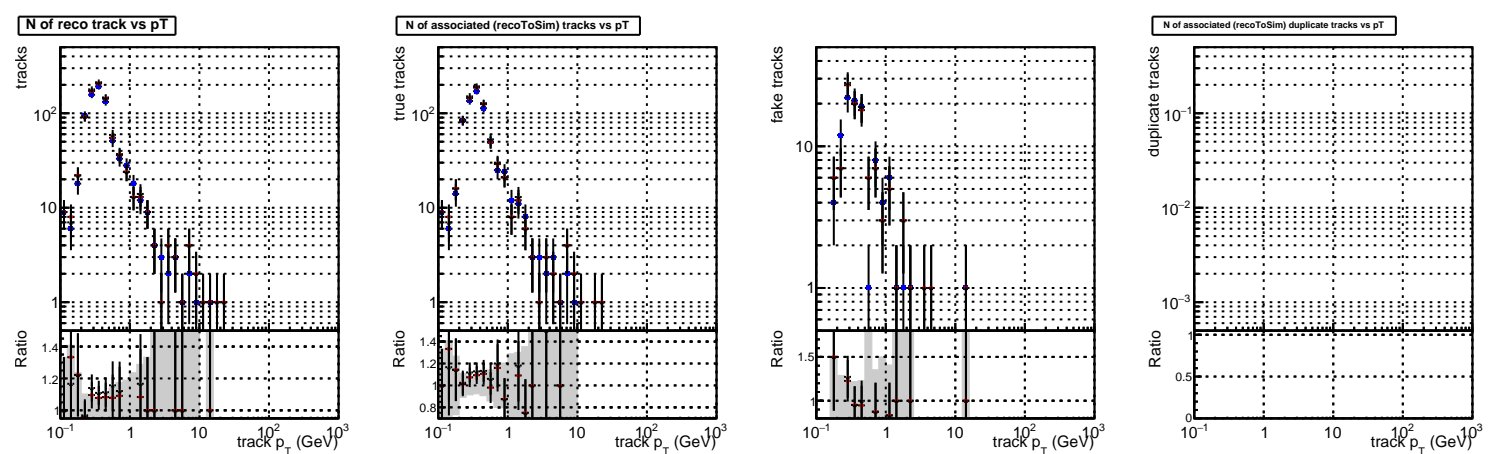 N of reco track vs pT
tracks
10²
10
1
Ratio
1.4
1.2
1
10⁻¹ 1 10 10² 10³
track p_T (GeV)
N of associated (recoToSim) tracks vs pT
true tracks
10²
10
1
Ratio
1.4
1.2
1
0.8
10⁻¹ 1 10 10² 10³
track p_T (GeV)
fake tracks
10
1
Ratio
1.5
1
10⁻¹ 1 10 10² 10³
track p_T (GeV)
N of associated (recoToSim) duplicate tracks vs pT
duplicate tracks
10⁻¹
10⁻²
10⁻³
Ratio
1
0.5
0
10⁻¹ 1 10 10² 10³
track p_T (GeV)